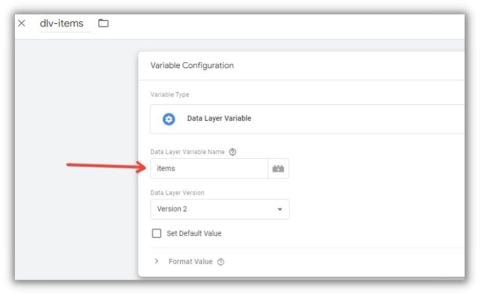 dlv-items
Variable Configuration
Variable Type
Data Layer Variable
Data Layer Variable Name
items
Data Layer Version
Version 2
Set Default Value
Format Value